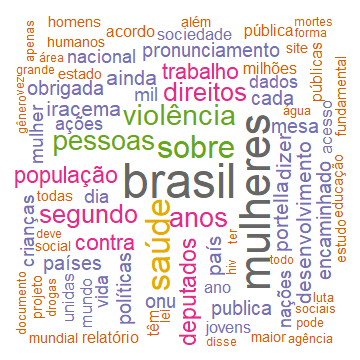 homens
além
mortes
apenas
acordo
sociedade
pública
forma
humanos
pronunciamento
site
área
nacional
milhões
públicas
fundamental
grande
estado
ainda
trabalho
dados
vez
obrigada
mil
direitos
cada
água
gênero
iracema
violência
mesa
acesso
mulher
ações
pessoas
sobre
dizer
educação
população
brasil
mulheres
portella
desenvolvimento
encaminhado
estudo
todas
dia
segundo
saúde
anos
crianças
deve
social
contra
deputados
país
ter
hiv
todo
nações
países
políticas
documento
projeto
drogas
unidas
mundo
vida
onu
ano
publica
luta
sociais
têm
lei
jovens
pode
mundial
relatório
disse
maior
agência